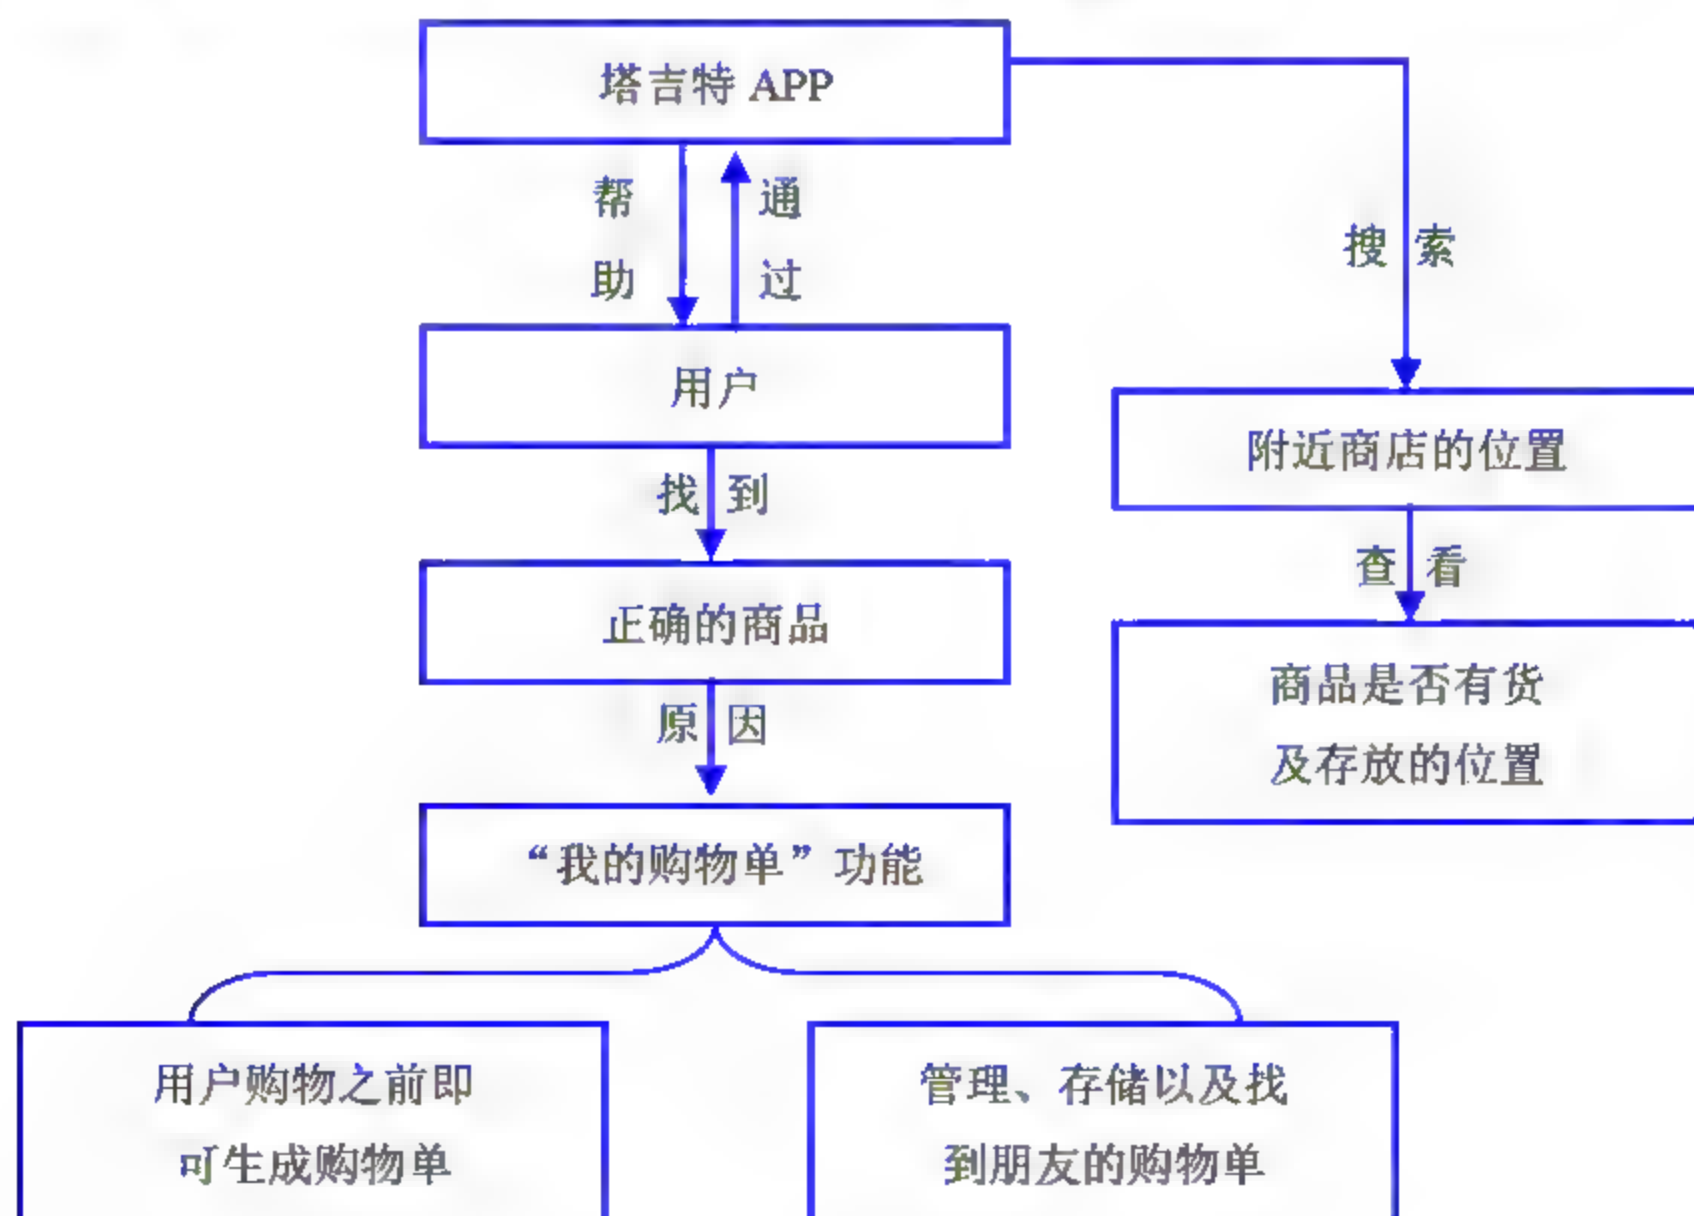 塔吉特 APP
帮 通
助 过
搜 索
用户
附近商店的位置
找 到
查 看
正确的商品
商品是否有货
及存放的位置
原 因
“我的购物单”功能
用户购物之前即
可生成购物单
管理、存储以及找
到朋友的购物单